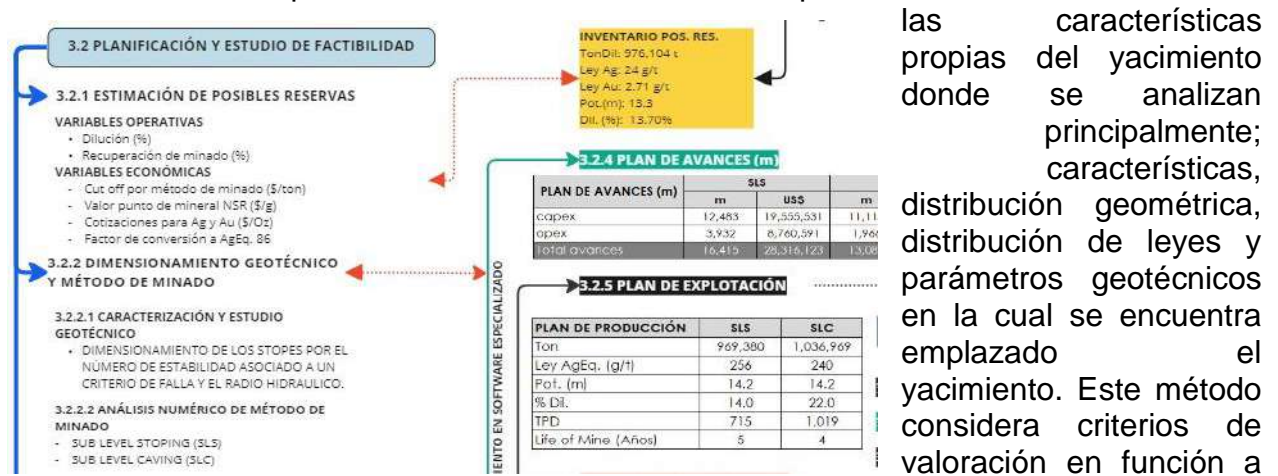 3.2 PLANIFICACIÓN Y ESTUDIO DE FACTIBILIDAD
3.2.1 ESTIMACIÓN DE POSIBLES RESERVAS
VARIABLES OPERATIVAS
• Dilución (%)
• Recuperación de minado (%)
VARIABLES ECONÓMICAS
- Cut off por método de minado ($/ton)
- Valor punto de mineral NSR ($/g)
- Cotizaciones para Ag y Au ($/Oz)
- Factor de conversión a AgEq. 86
3.2.2 DIMENSIONAMIENTO GEOTÉCNICO
Y MÉTODO DE MINADO
3.2.2.1 CARACTERIZACIÓN Y ESTUDIO
GEOTÉCNICO
• DIMENSIONAMIENTO DE LOS STOPES POR EL
NÚMERO DE ESTABILIDAD ASOCIADO A UN
CRITERIO DE FALLA Y EL RADIO HIDRAULICO.
3.2.2.2 ANÁLISIS NUMÉRICO DE MÉTODO DE
MINADO
- SUB LEVEL STOPING (SLS)
- SUB LEVEL CAVING (SLC)
EN SOFTWARE ESPECIALIZADO
INVENTARIO POS. RES.
TonDil: 976,104 t
Ley Ag: 24 g/t
Ley Au: 2.71 g/t
Pot.(m): 13.3
Dil. (%): 13.70%
3.2.4 PLAN DE AVANCES (m)
PLAN DE AVANCES (m) SLS
m US$ m
capex 12,483 19,555,531
opex 3,932 8,760,591
Total avances 16,415 28,316,123
3.2.5 PLAN DE EXPLOTACIÓN
PLAN DE PRODUCCIÓN SLS SLC
Ton 969,380 1,036,969
Ley AgEq. (g/t) 256 240
Pot. (m) 14.2 14.2
% Dil. 14.0 22.0
TPD 715 1,019
Life of Mine (Años) 5 4
las características
propias del yacimiento
donde se analizan
principalmente;
características,
distribución geométrica,
distribución de leyes y
parámetros geotécnicos
en la cual se encuentra
emplazado el
yacimiento. Este método
considera criterios de
valoración en función a